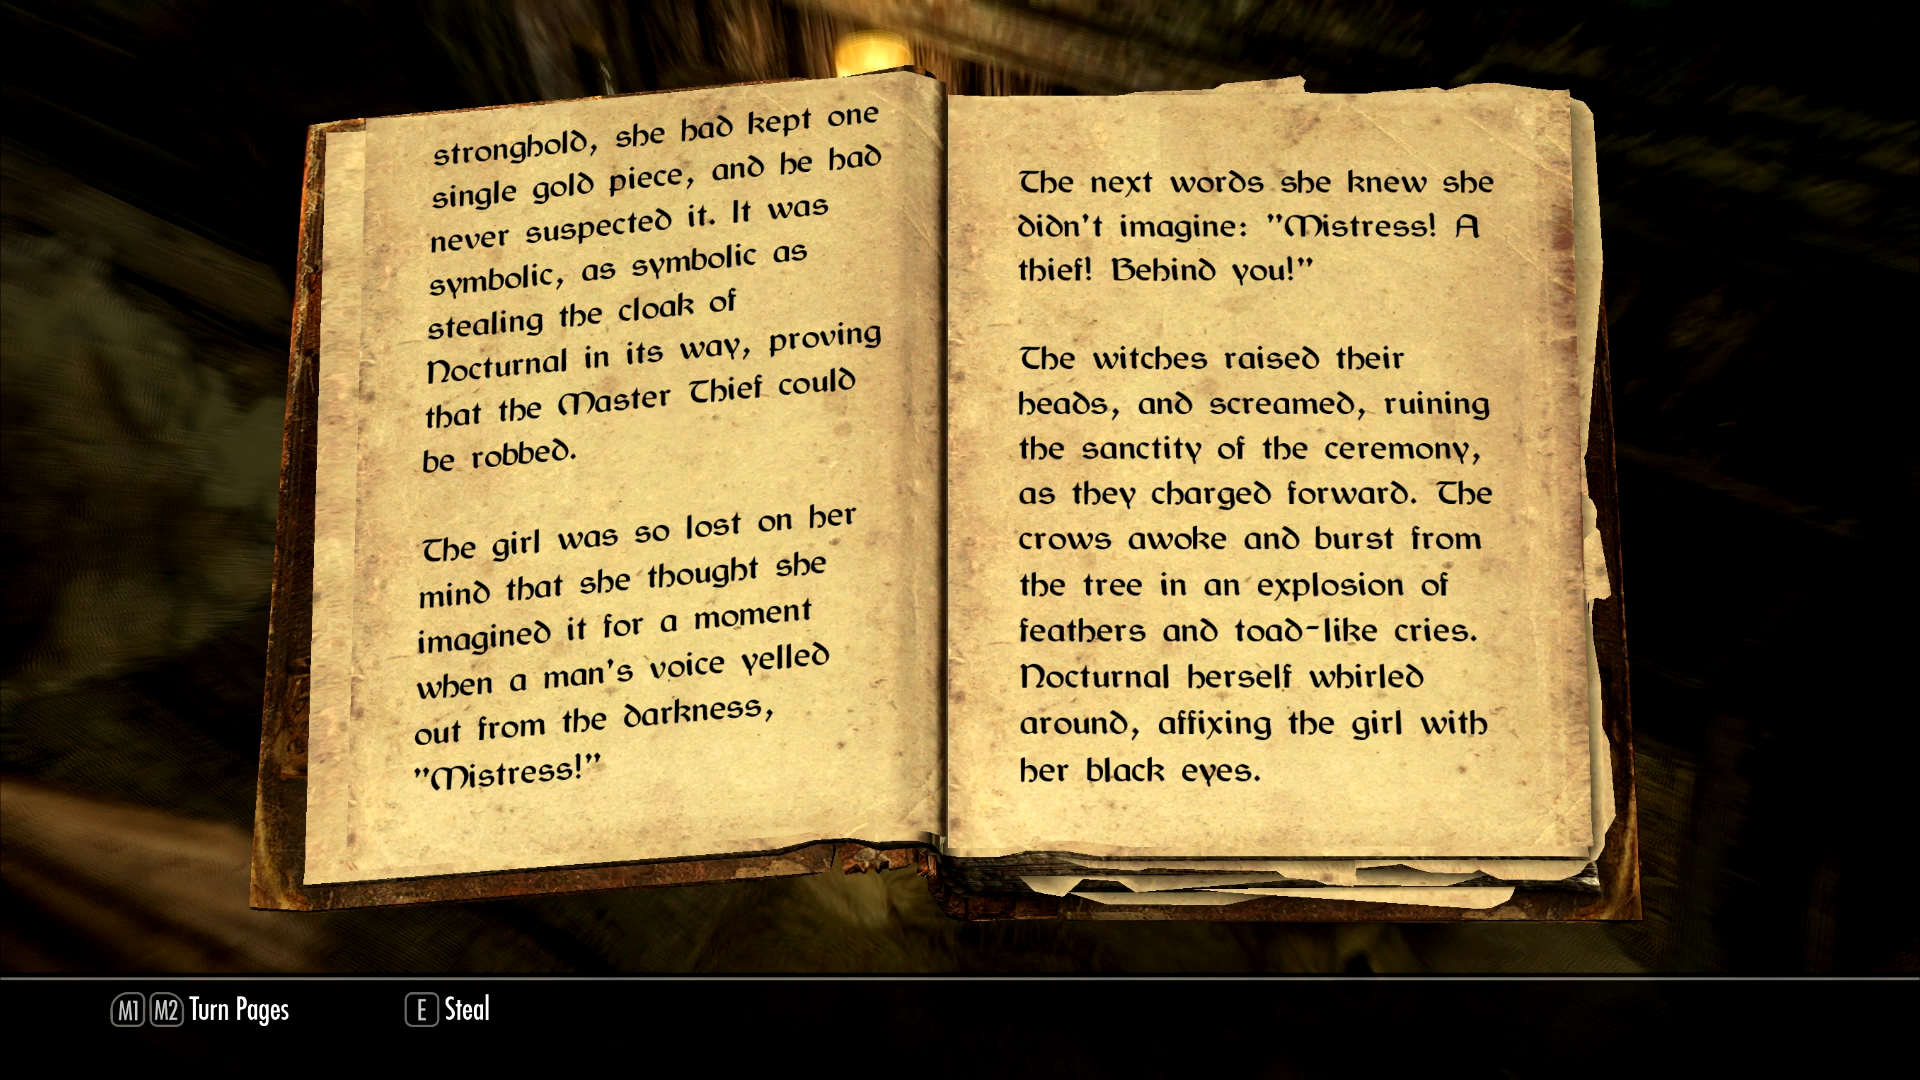 stronghold, she had kept one
single gold piece, and he had
never suspected it. It was
symbolic, as symbolic as
stealing the cloak of
Nocturnal in its way, proving
that the Master Thief could
be robbed.
The girl was so lost on her
mind that she thought she
imagined it for a moment
when a man's voice yelled
out from the darkness,
"Mistress!"
The next words she knew she
didn't imagine: "Mistress! A
thief! Behind you!"
The witches raised their
heads, and screamed, ruining
the sanctity of the ceremony,
as they charged forward. The
crows awoke and burst from
the tree in an explosion of
feathers and toad-like cries.
Nocturnal herself whirled
around, affixing the girl with
her black eyes.
M1 M2 Turn Pages
E Steal